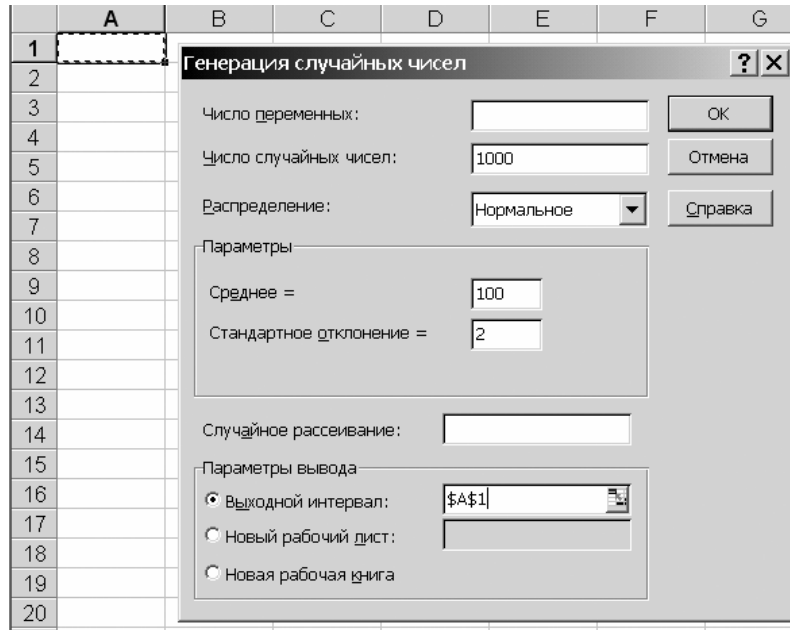 A B C D E F G
1
2
3
4
5
6
7
8
9
10
11
12
13
14
15
16
17
18
19
20
Генерация случайных чисел ? X
Число переменных: OK
Число случайных чисел: 1000 Отмена
Распределение: Нормальное Справка
Параметры
Среднее = 100
Стандартное отклонение = 2
Случайное рассеивание:
Параметры вывода
Выходной интервал: $A$1
Новый рабочий лист:
Новая рабочая книга